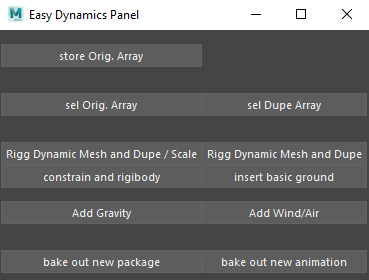 Easy Dynamics Panel
store Orig. Array
sel Orig. Array
sel Dupe Array
Rigg Dynamic Mesh and Dupe / Scale
Rigg Dynamic Mesh and Dupe
constrain and rigibody
insert basic ground
Add Gravity
Add Wind/Air
bake out new package
bake out new animation